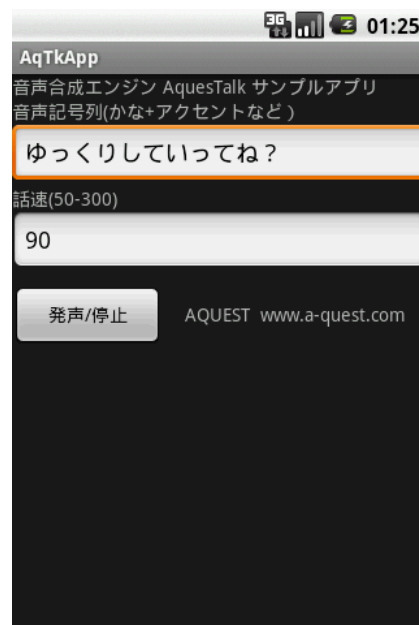 3G 01:25
AqTkApp
音声合成エンジン AquesTalk サンプルアプリ
音声記号列(かな+アクセントなど )
ゆっくりしていってね？
話速(50-300)
90
発声/停止 AQUEST www.a-quest.com